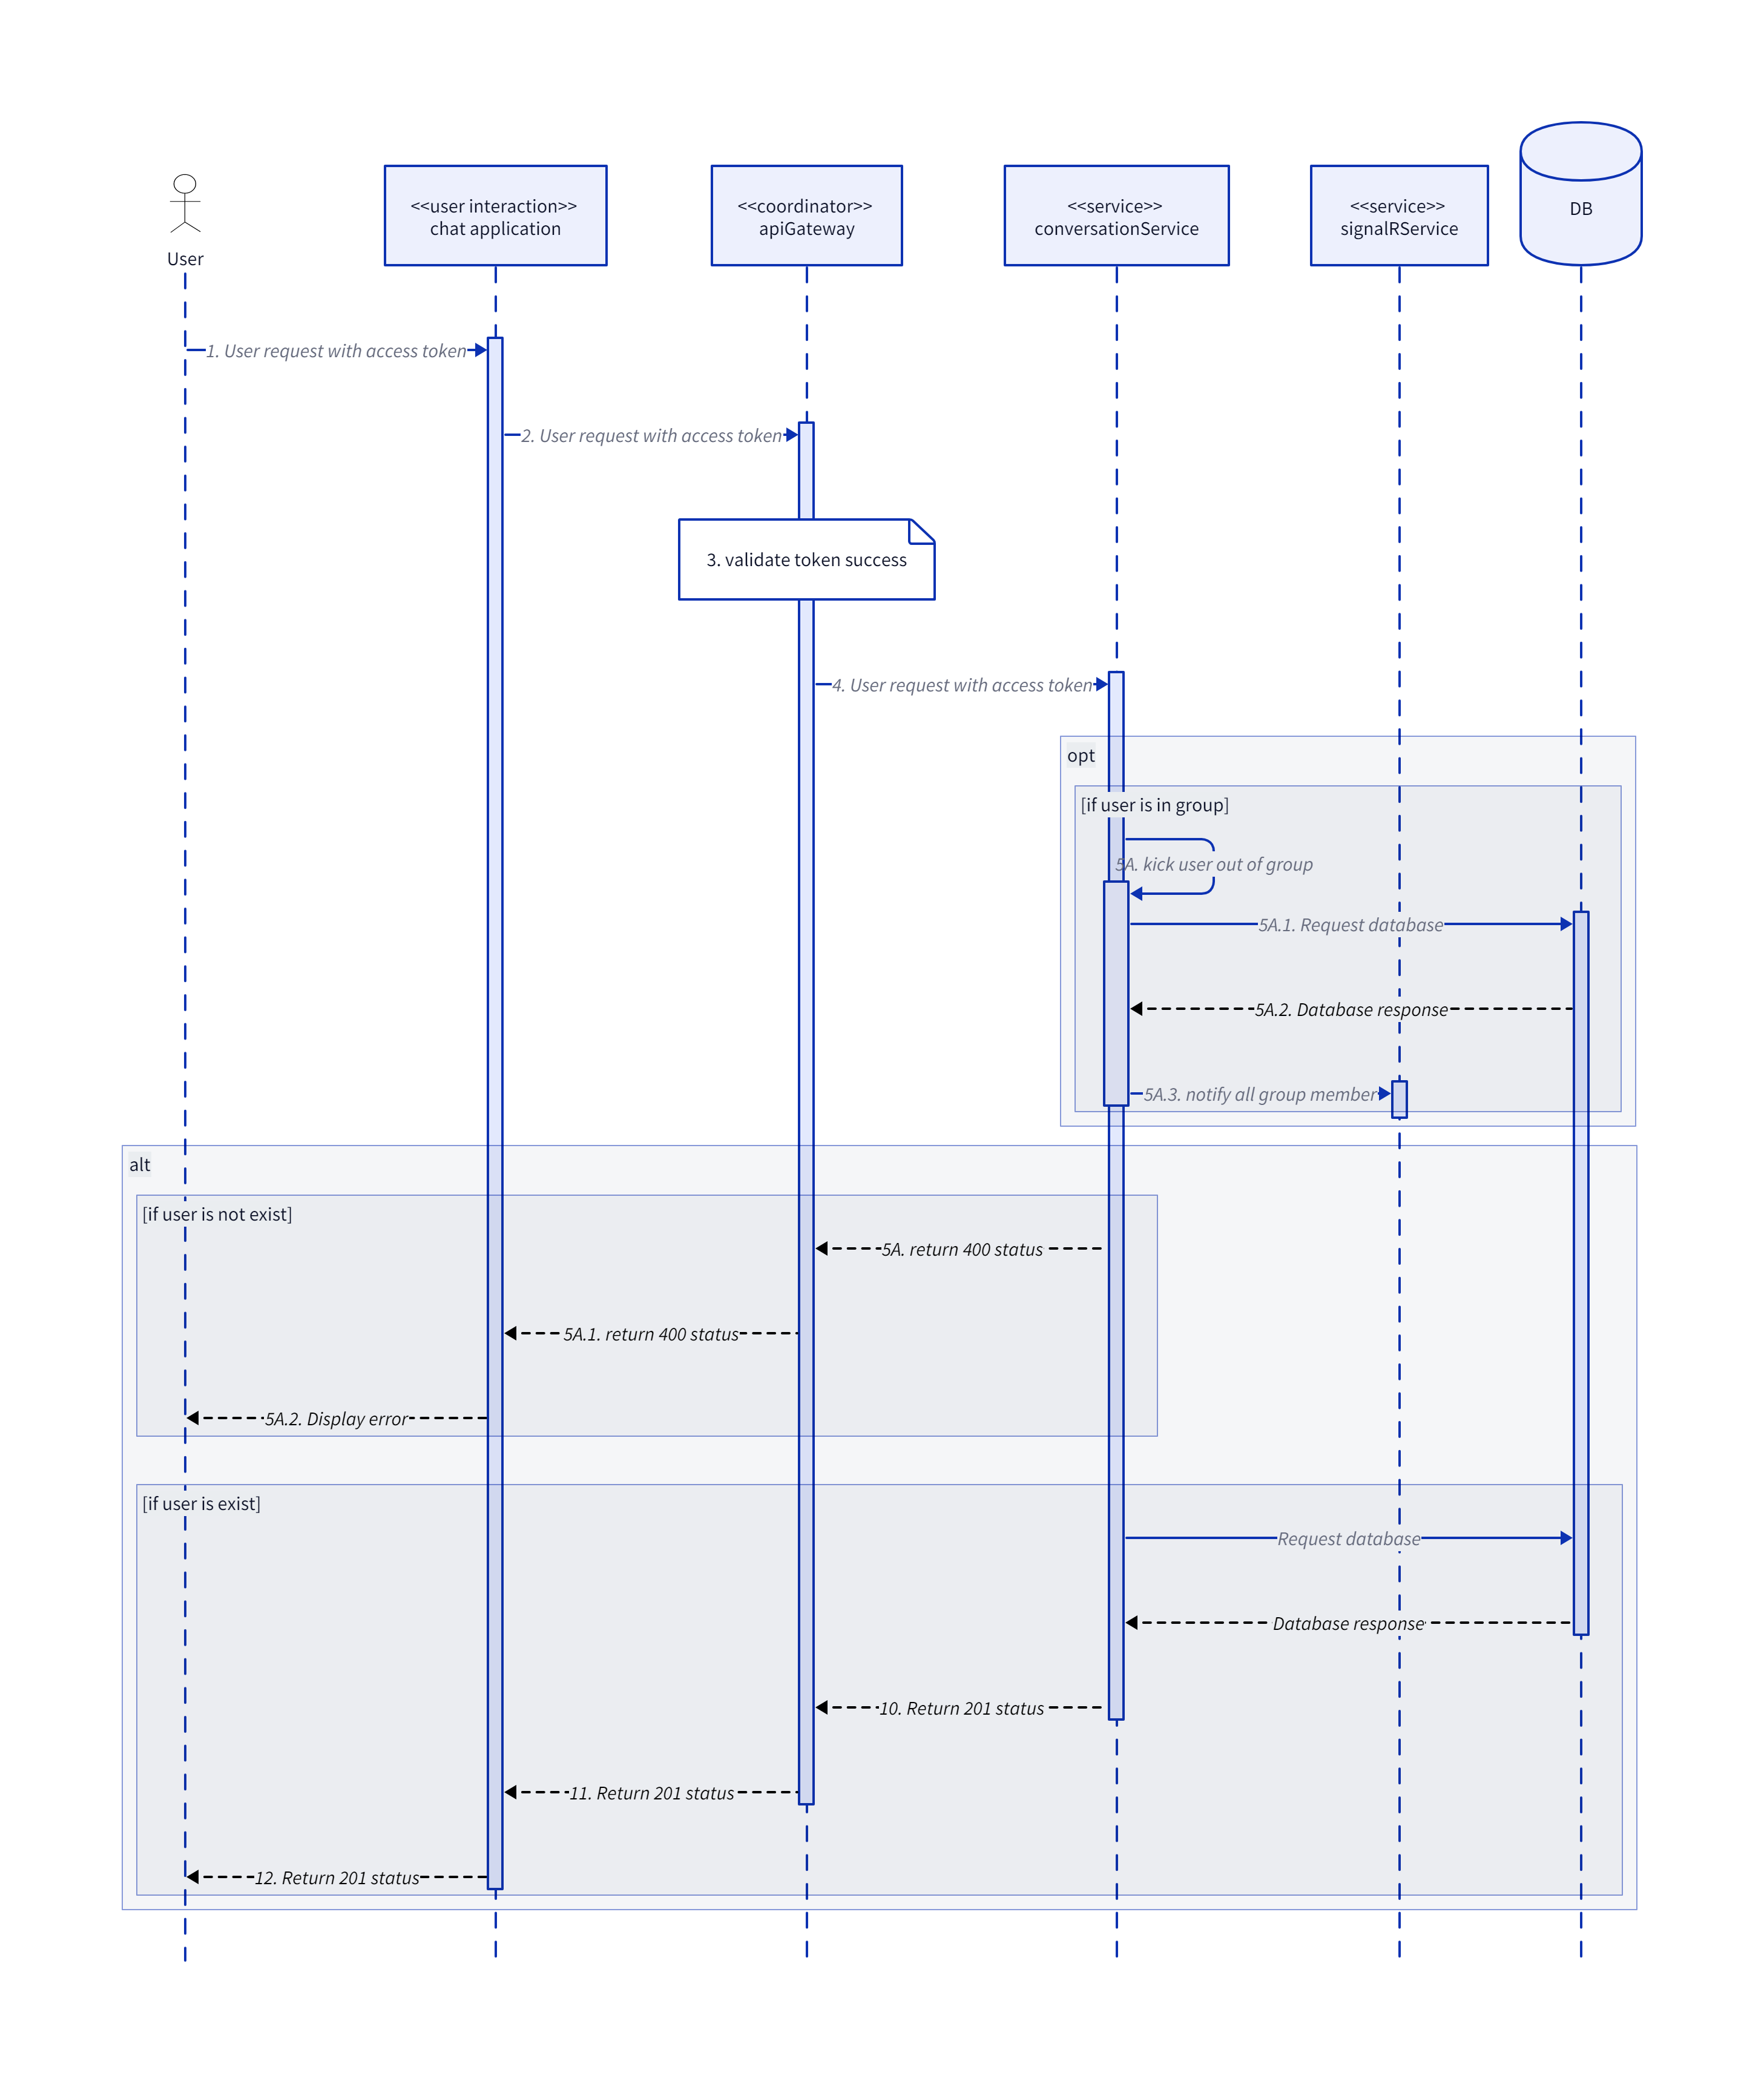 User
<<user interaction>>
chat application
<<coordinator>>
apiGateway
<<service>>
conversationService
<<service>>
signalRService
DB
1. User request with access token
2. User request with access token
3. validate token success
4. User request with access token
opt
[if user is in group]
5A. kick user out of group
5A.1. Request database
5A.2. Database response
5A.3. notify all group member
alt
[if user is not exist]
5A. return 400 status
5A.1. return 400 status
5A.2. Display error
[if user is exist]
Request database
Database response
10. Return 201 status
11. Return 201 status
12. Return 201 status